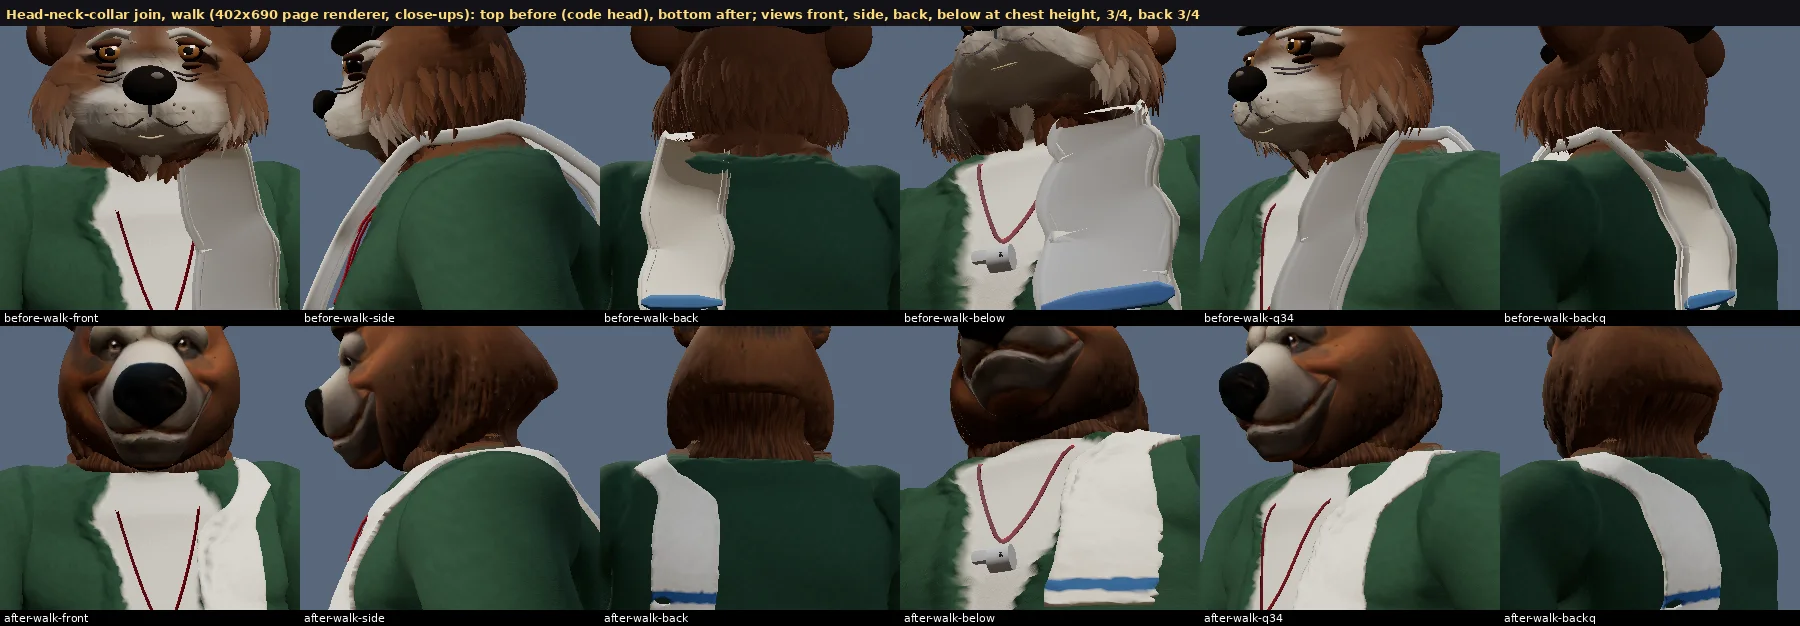 Head-neck-collar join, walk (402x690 page renderer, close-ups): top before (code head), bottom after; views front, side, back, below at chest height, 3/4, back 3/4
before-walk-front
before-walk-side
before-walk-back
before-walk-below
before-walk-q34
before-walk-backq
after-walk-front
after-walk-side
after-walk-back
after-walk-below
after-walk-q34
after-walk-backq